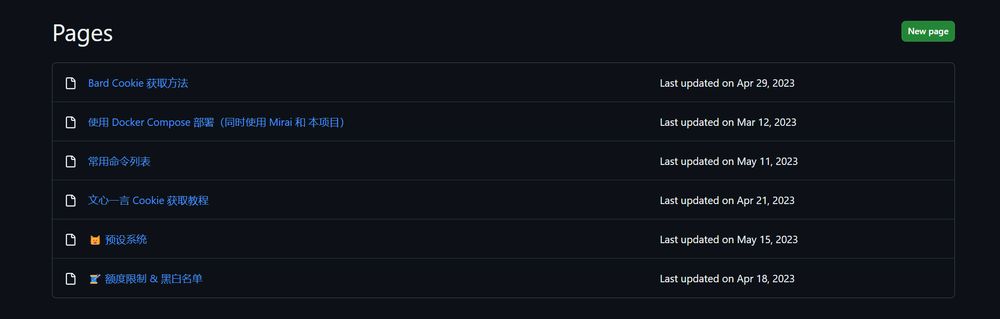 Pages
New page
Bard Cookie 获取方法 Last updated on Apr 29, 2023
使用 Docker Compose 部署（同时使用 Mirai 和 本项目） Last updated on Mar 12, 2023
常用命令列表 Last updated on May 11, 2023
文心一言 Cookie 获取教程 Last updated on Apr 21, 2023
🐱 预设系统 Last updated on May 15, 2023
🧵 额度限制 & 黑白名单 Last updated on Apr 18, 2023